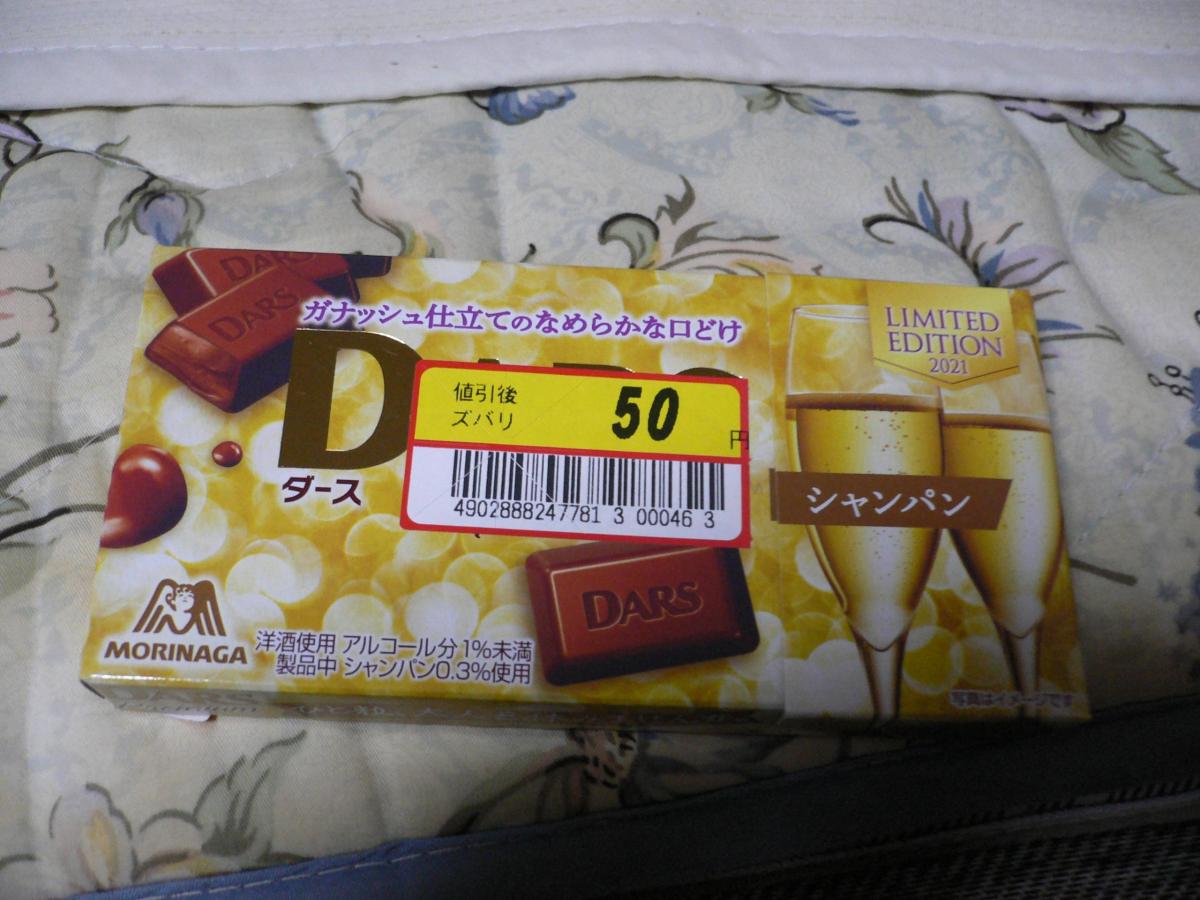 DARS
DARS
ガナッシュ仕立てのなめらかな口どけ
LIMITED
EDITION
2021
値引後
ズバリ
50
円
4902888247781 3 00046 3
ダース
シャンパン
DARS
MORINAGA
洋酒使用 アルコール分1%未満
製品中 シャンパン0.3%使用
写真はイメージです